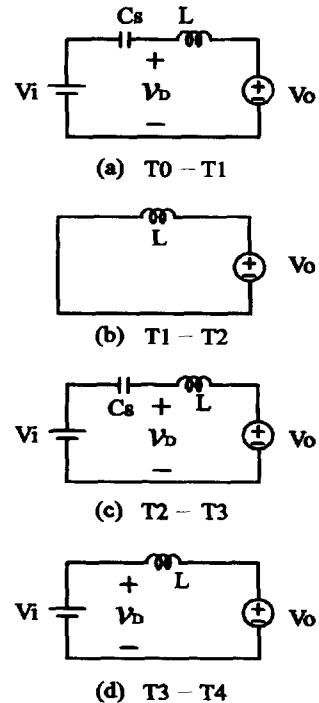 Cs L
Vi + VD − + − Vo
(a) T0 – T1
L
+ − Vo
(b) T1 – T2
Cs L
Vi + VD − + − Vo
(c) T2 – T3
L
Vi + VD − + − Vo
(d) T3 – T4